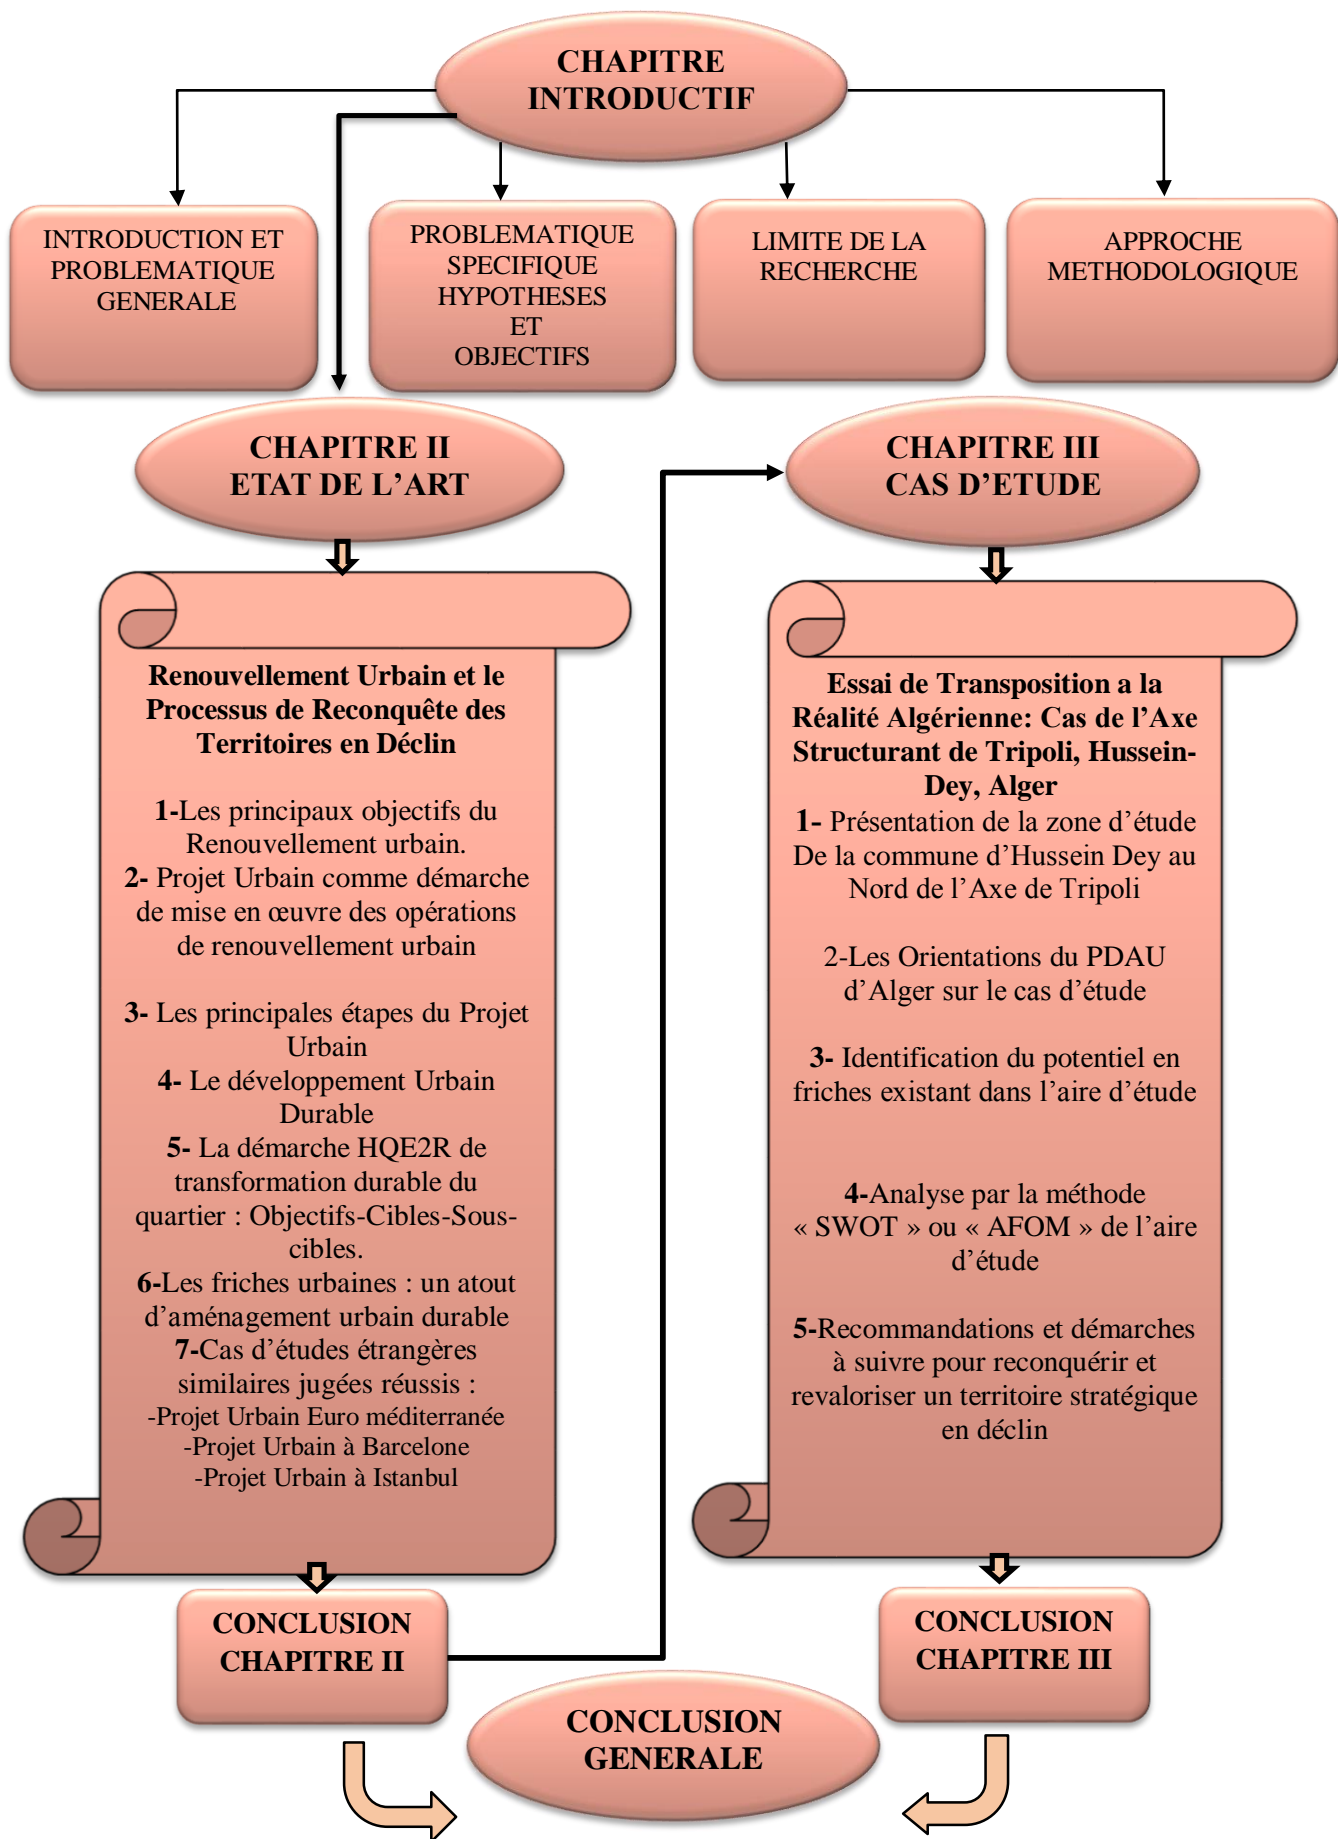 CHAPITRE
INTRODUCTIF
INTRODUCTION ET
PROBLEMATIQUE
GENERALE
PROBLEMATIQUE
SPECIFIQUE
HYPOTHESES
ET
OBJECTIFS
LIMITE DE LA
RECHERCHE
APPROCHE
METHODOLOGIQUE
CHAPITRE II
ETAT DE L’ART
CHAPITRE III
CAS D’ETUDE
Renouvellement Urbain et le
Processus de Reconquête des
Territoires en Déclin
1-Les principaux objectifs du
Renouvellement urbain.
2- Projet Urbain comme démarche
de mise en œuvre des opérations
de renouvellement urbain
3- Les principales étapes du Projet
Urbain
4- Le développement Urbain
Durable
5- La démarche HQE2R de
transformation durable du
quartier : Objectifs-Cibles-Sous-
cibles.
6-Les friches urbaines : un atout
d’aménagement urbain durable
7-Cas d’études étrangères
similaires jugées réussis :
-Projet Urbain Euro méditerranée
-Projet Urbain à Barcelone
-Projet Urbain à Istanbul
Essai de Transposition a la
Réalité Algérienne: Cas de l’Axe
Structurant de Tripoli, Hussein-
Dey, Alger
1- Présentation de la zone d’étude
De la commune d’Hussein Dey au
Nord de l’Axe de Tripoli
2-Les Orientations du PDAU
d’Alger sur le cas d’étude
3- Identification du potentiel en
friches existant dans l’aire d’étude
4-Analyse par la méthode
« SWOT » ou « AFOM » de l’aire
d’étude
5-Recommandations et démarches
à suivre pour reconquérir et
revaloriser un territoire stratégique
en déclin
CONCLUSION
CHAPITRE II
CONCLUSION
CHAPITRE III
CONCLUSION
GENERALE